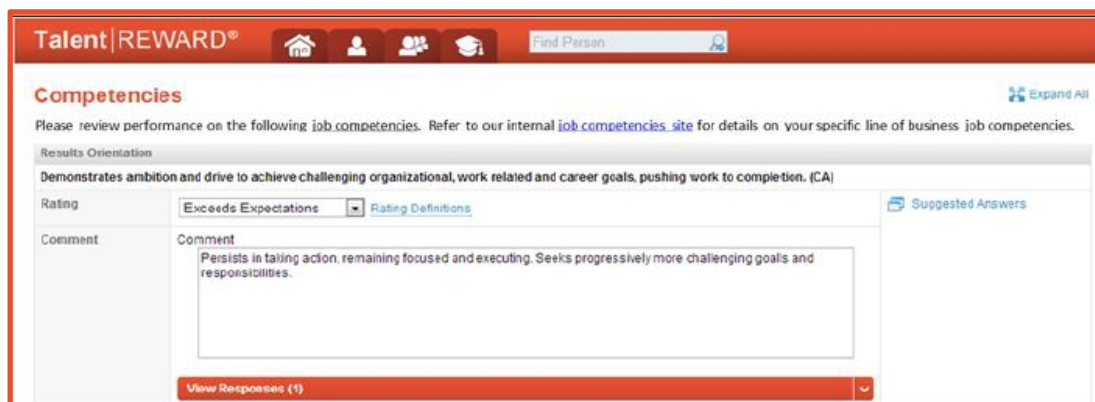 Talent|REWARD®
Find Person
Competencies
Expand All
Please review performance on the following job competencies. Refer to our internal job competencies site for details on your specific line of business job competencies.
Results Orientation
Demonstrates ambition and drive to achieve challenging organizational, work related and career goals, pushing work to completion. (CA)
Rating
Exceeds Expectations
Rating Definitions
Suggested Answers
Comment
Comment
Persists in taking action, remaining focused and executing. Seeks progressively more challenging goals and
responsibilities.
View Responses (1)